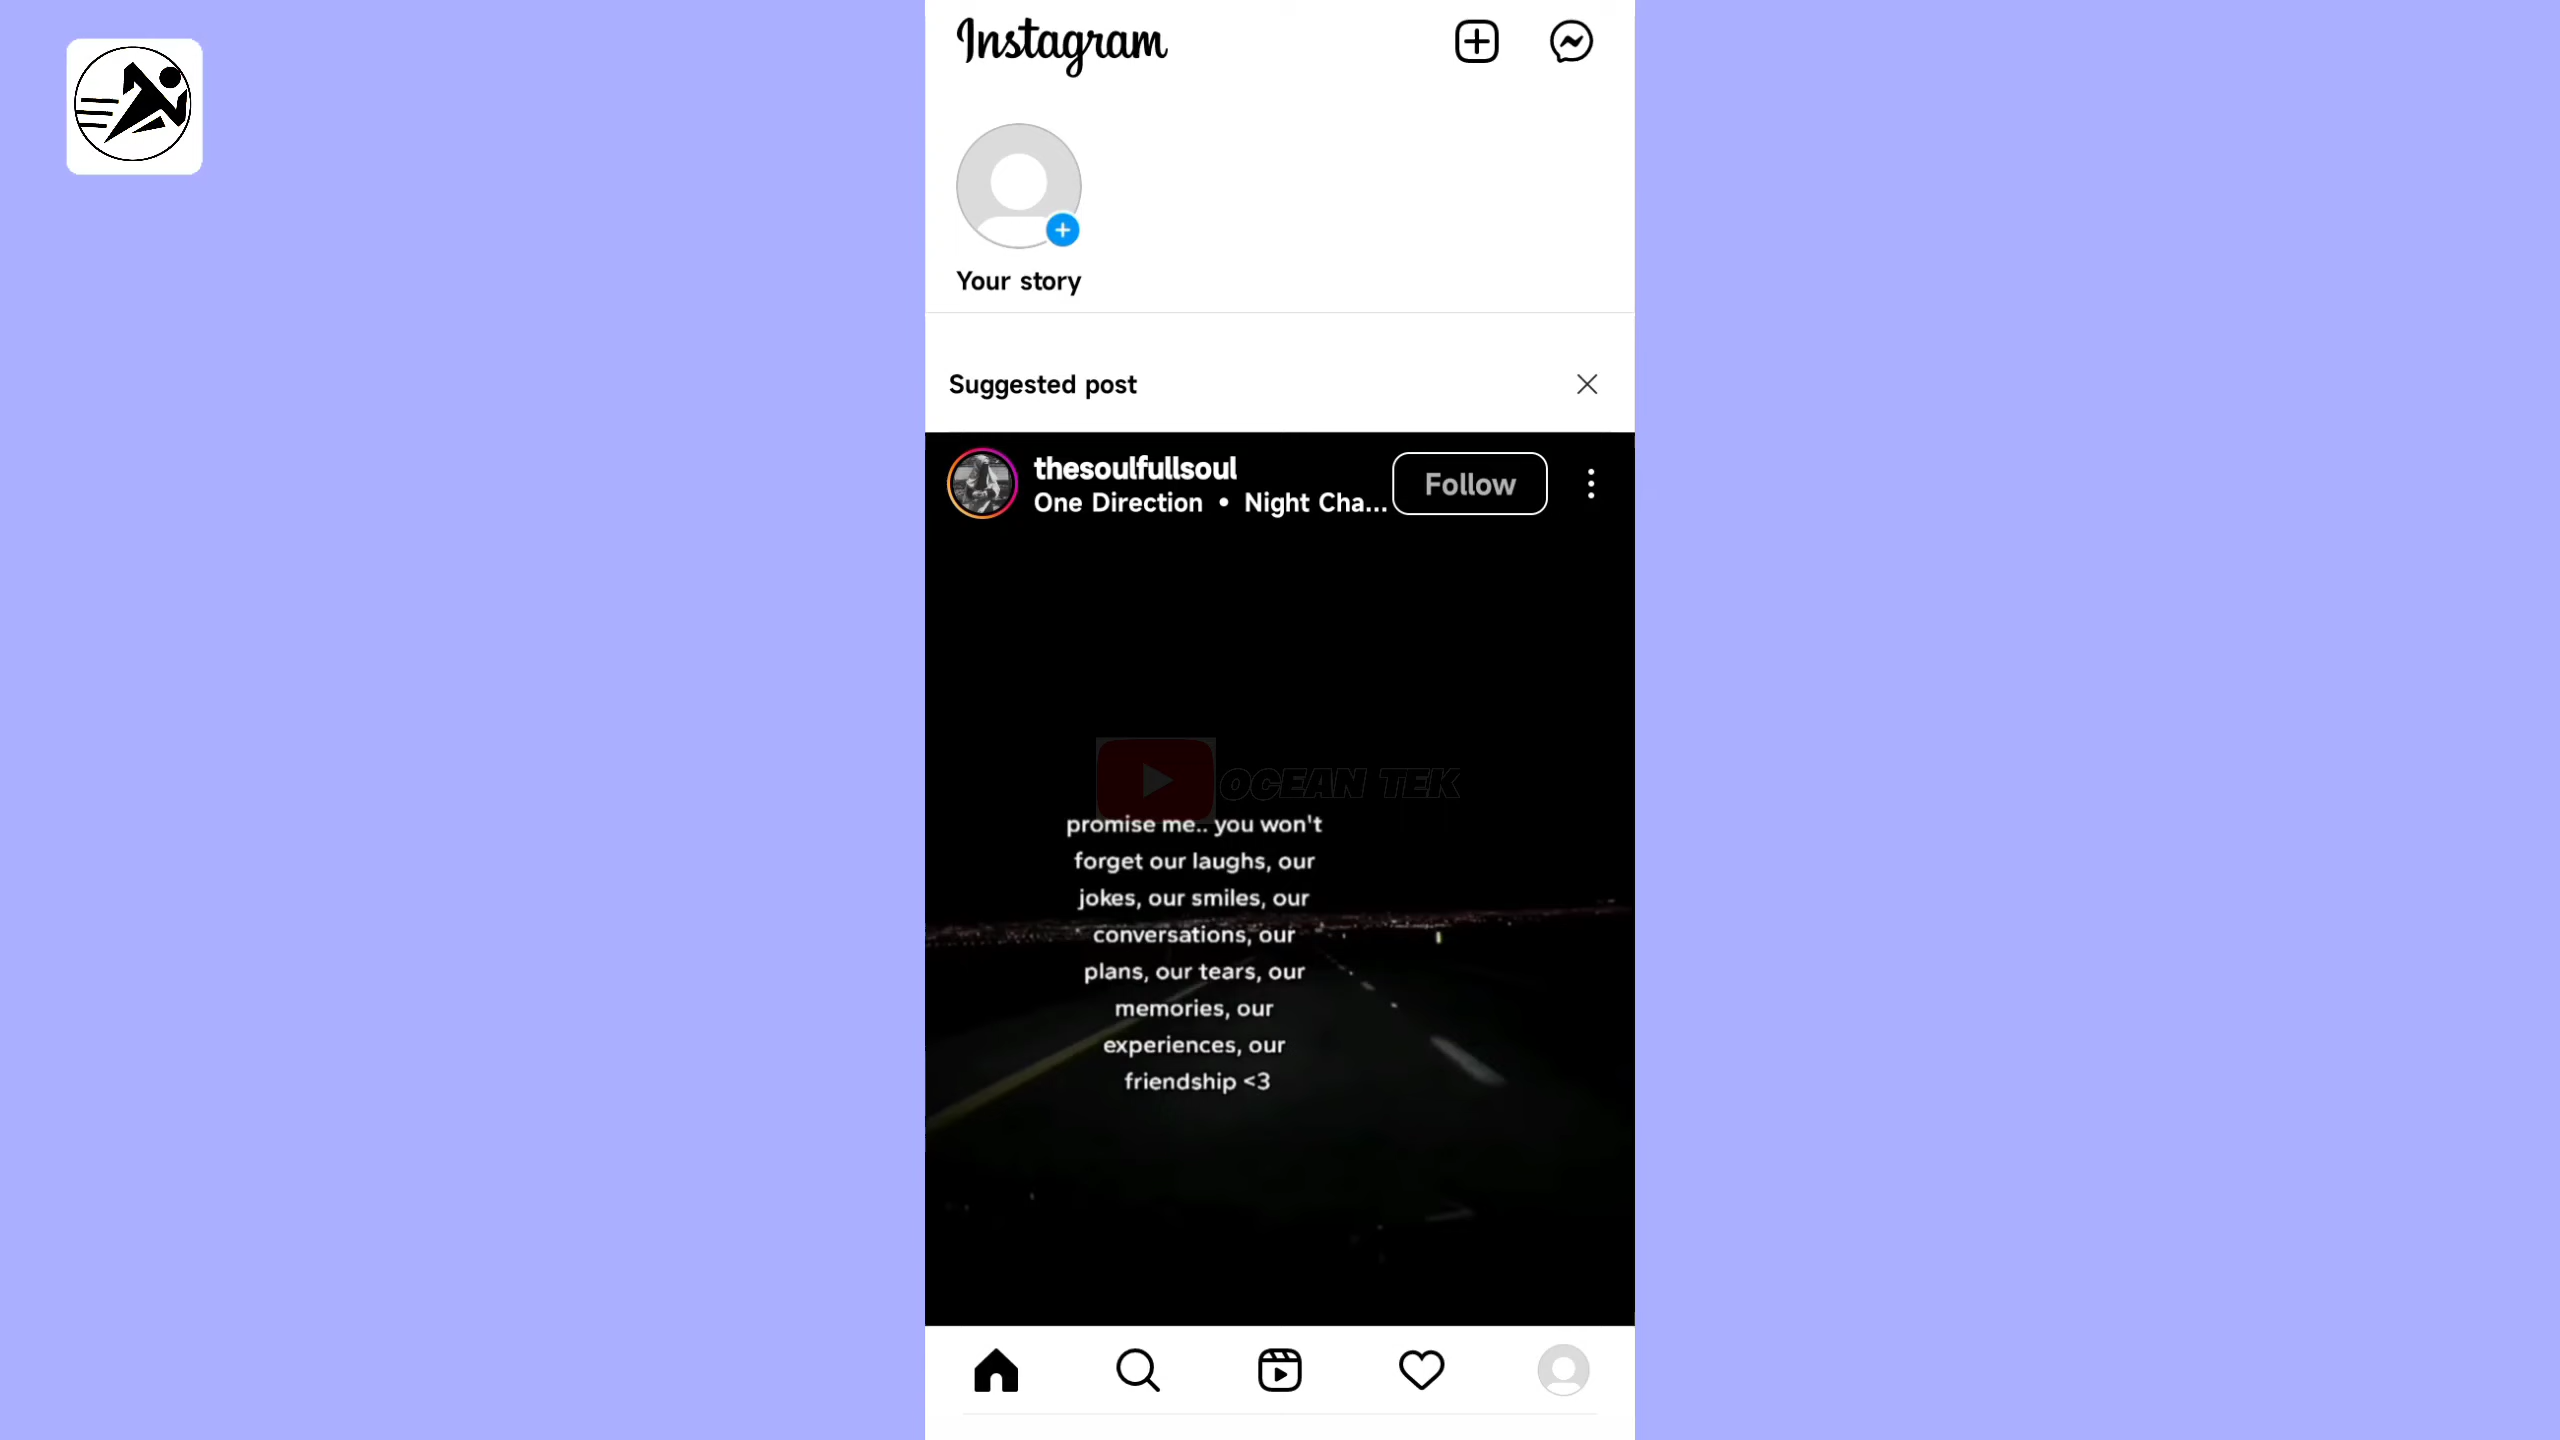 Instagram
Your story
Suggested post
thesoulfullsoul
One Direction • Night Cha...
Follow
OCEAN TEK
promise me.. you won't
forget our laughs, our
jokes, our smiles, our
conversations, our
plans, our tears, our
memories, our
experiences, our
friendship <3